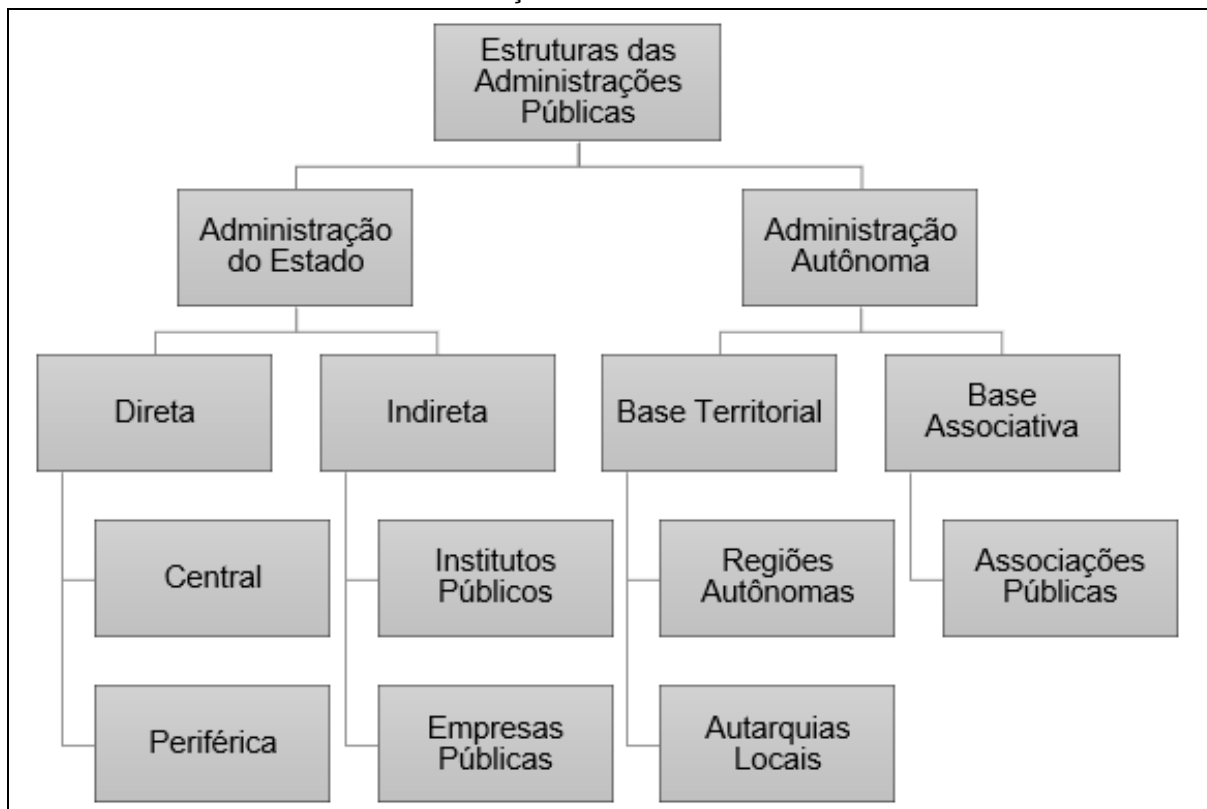 Estruturas das
Administrações
Públicas
Administração
do Estado
Administração
Autônoma
Direta
Indireta
Base Territorial
Base
Associativa
Central
Institutos
Públicos
Regiões
Autônomas
Associações
Públicas
Periférica
Empresas
Públicas
Autarquias
Locais